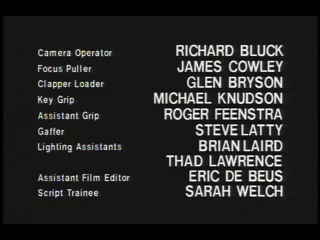 Camera Operator RICHARD BLUCK
Focus Puller JAMES COWLEY
Clapper Loader GLEN BRYSON
Key Grip MICHAEL KNUDSON
Assistant Grip ROGER FEENSTRA
Gaffer STEVE LATTY
Lighting Assistants BRIAN LAIRD
THAD LAWRENCE
Assistant Film Editor ERIC DE BEUS
Script Trainee SARAH WELCH